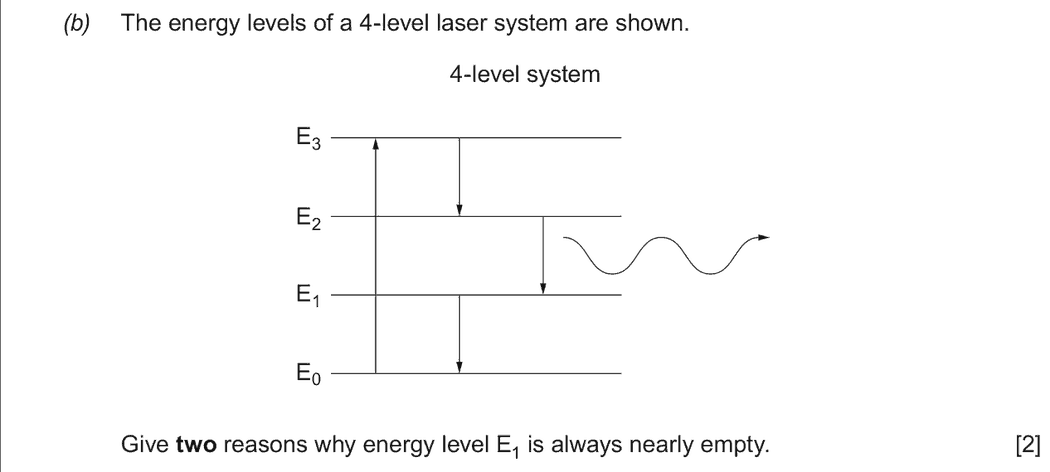 (b) The energy levels of a 4-level laser system are shown.
4-level system
E₃
E₂
E₁
E₀
Give two reasons why energy level E₁ is always nearly empty. [2]